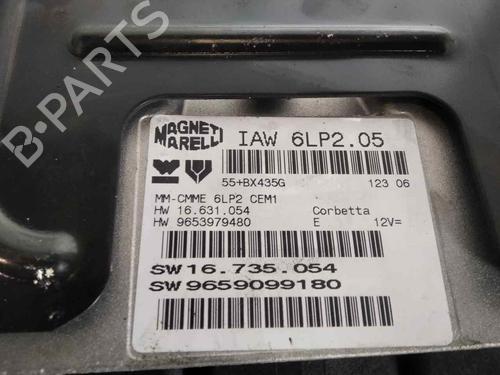 MAGNETI
MARELLI
IAW 6LP2.05
55+BX435G 123 06
MM-CMME 6LP2 CEM1
HW 16.631.054 Corbetta
HW 9653979480 E 12V=
SW 16.735.054
SW 9659099180
B-PARTS